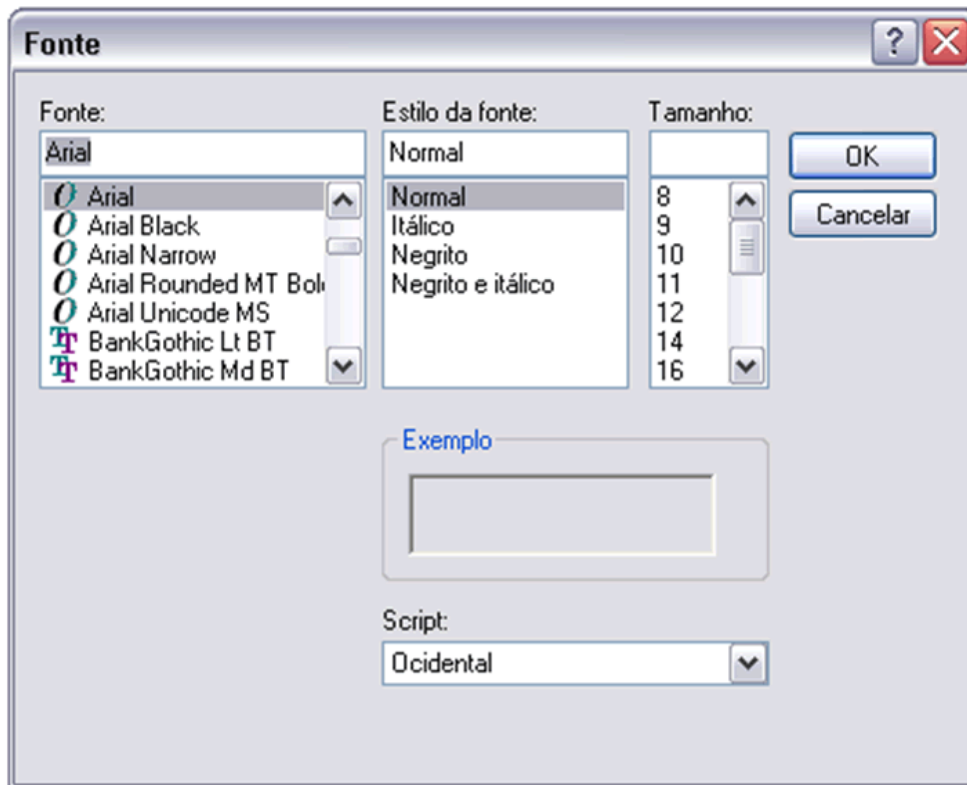 Fonte
Fonte:
Arial
Arial
Arial Black
Arial Narrow
Arial Rounded MT Bol
Arial Unicode MS
BankGothic Lt BT
BankGothic Md BT
Estilo da fonte:
Normal
Normal
Itálico
Negrito
Negrito e itálico
Tamanho:
8
9
10
11
12
14
16
OK
Cancelar
Exemplo
Script:
Ocidental